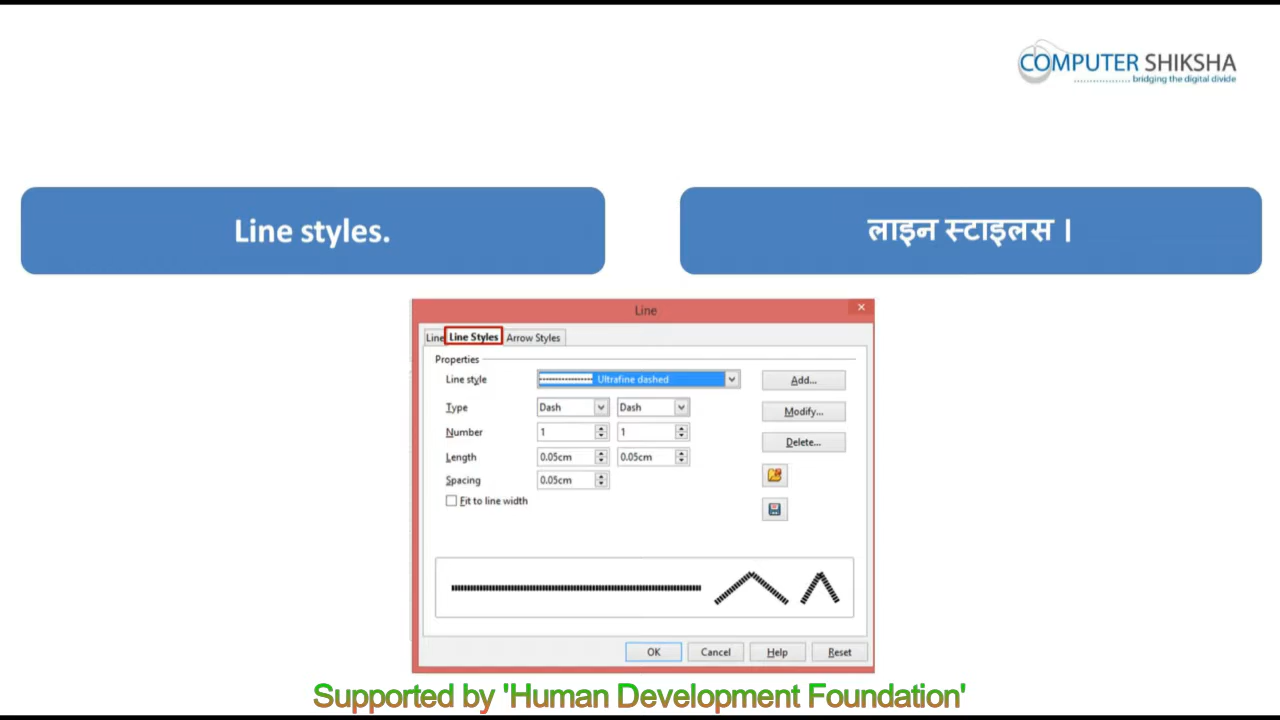 COMPUTER SHIKSHA
bridging the digital divide
Line styles.
लाइन स्टाइलस ।
Line
Line Line Styles Arrow Styles
Properties
Line style Ultrafine dashed Add...
Type Dash Dash Modify...
Number 1 1
Delete...
Length 0.05cm 0.05cm
Spacing 0.05cm
Fit to line width
OK Cancel Help Reset
Supported by 'Human Development Foundation'